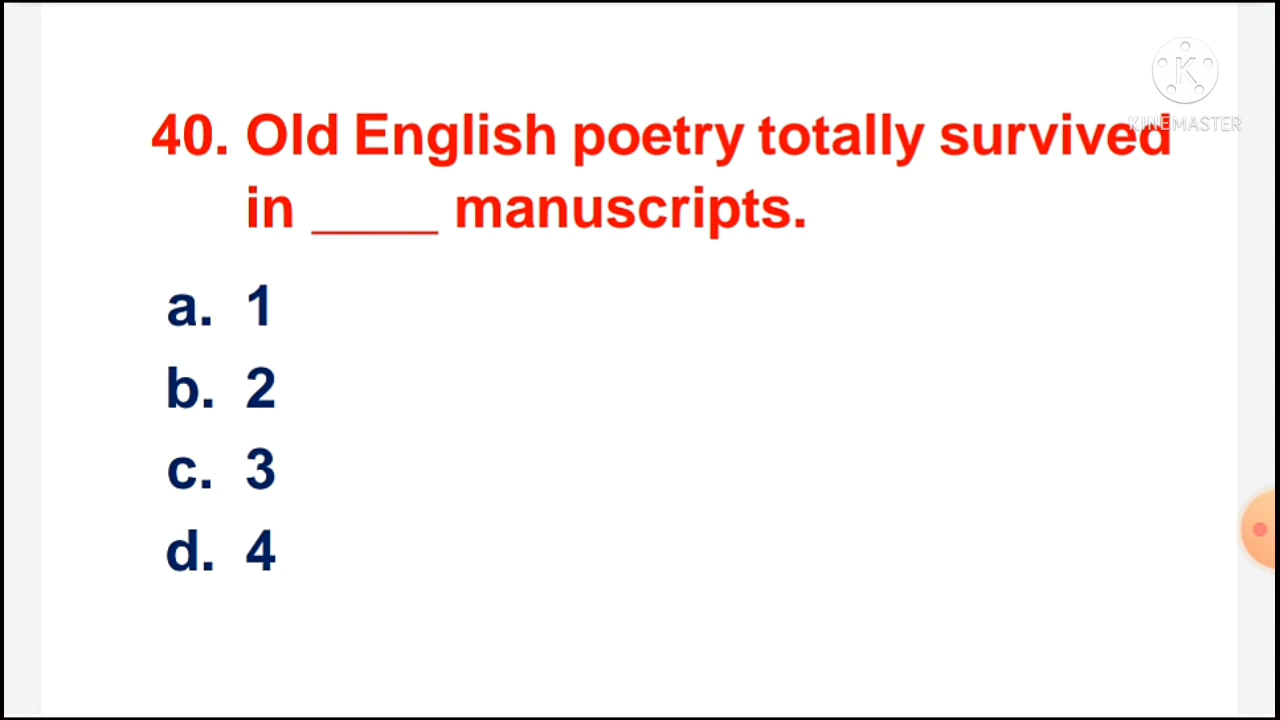 K
KINEMASTER
40. Old English poetry totally survived
in _____ manuscripts.
a. 1
b. 2
c. 3
d. 4